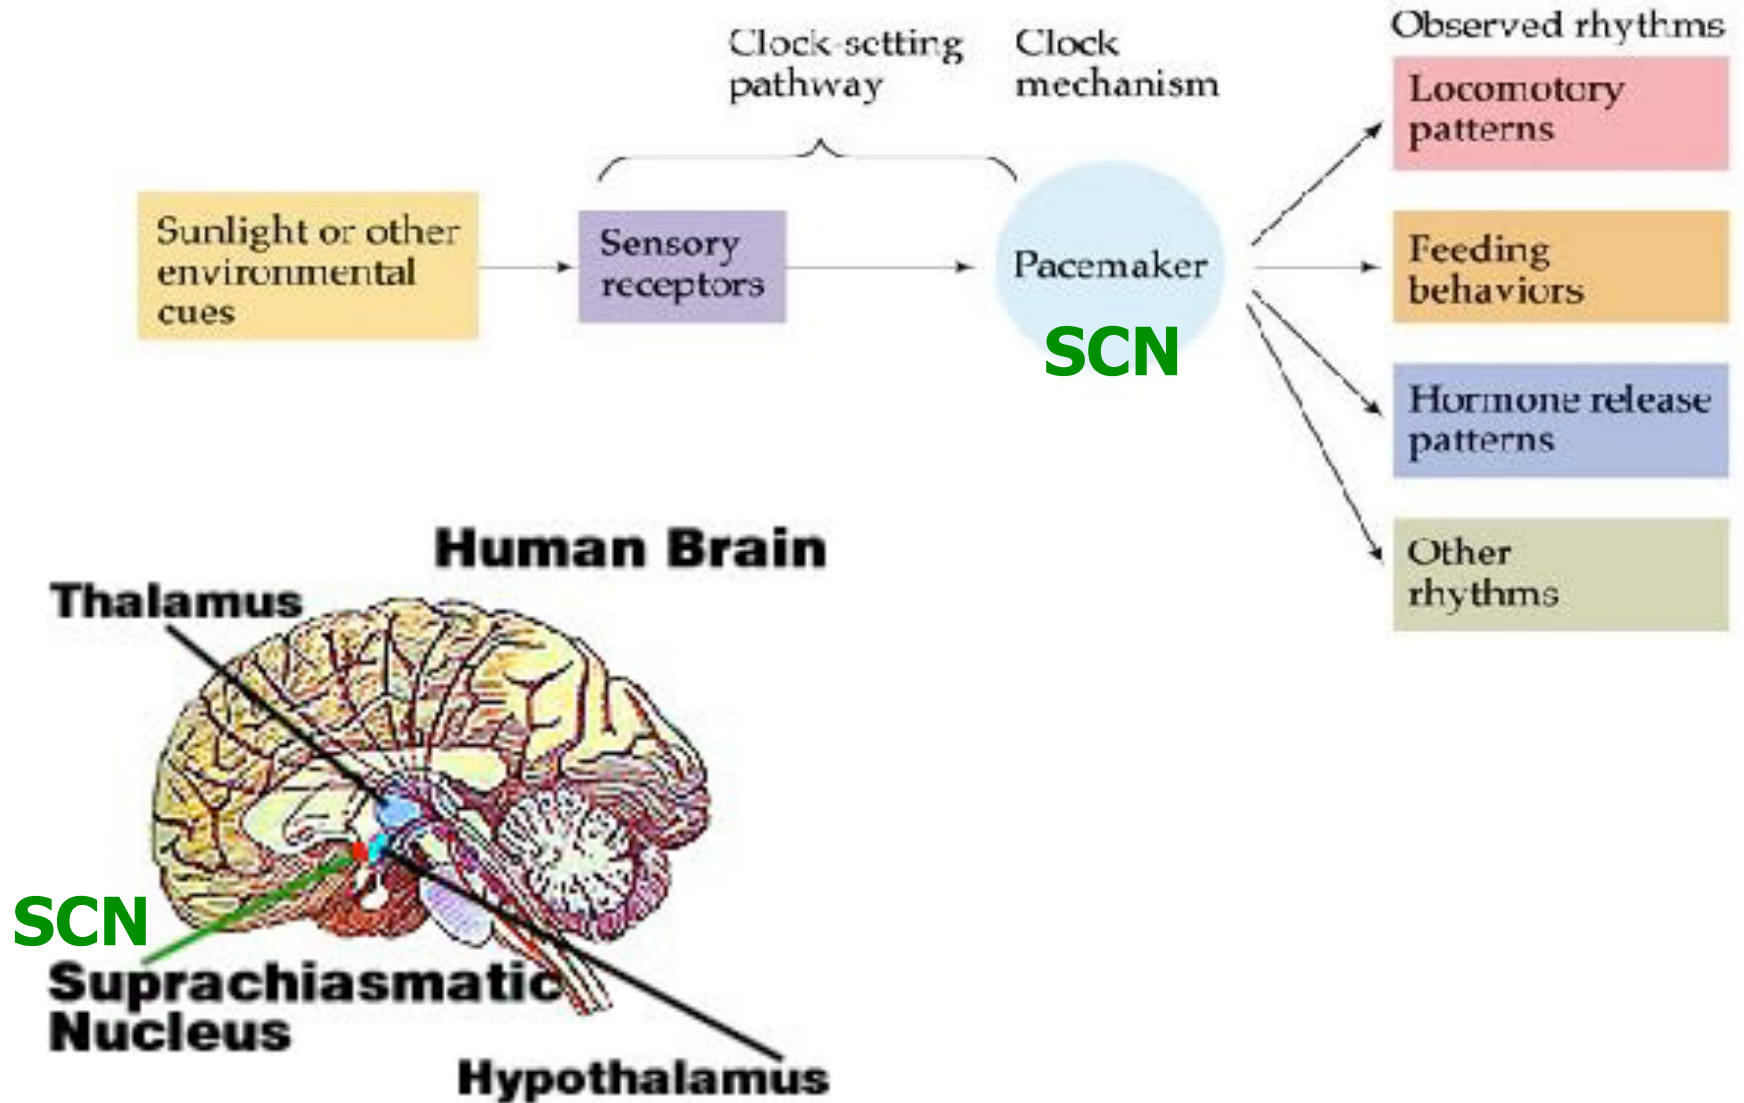 Clock-setting
pathway
Clock
mechanism
Observed rhythms
Sunlight or other
environmental
cues
Sensory
receptors
Pacemaker
SCN
Locomotory
patterns
Feeding
behaviors
Hormone release
patterns
Other
rhythms
Human Brain
Thalamus
SCN
Suprachiasmatic
Nucleus
Hypothalamus